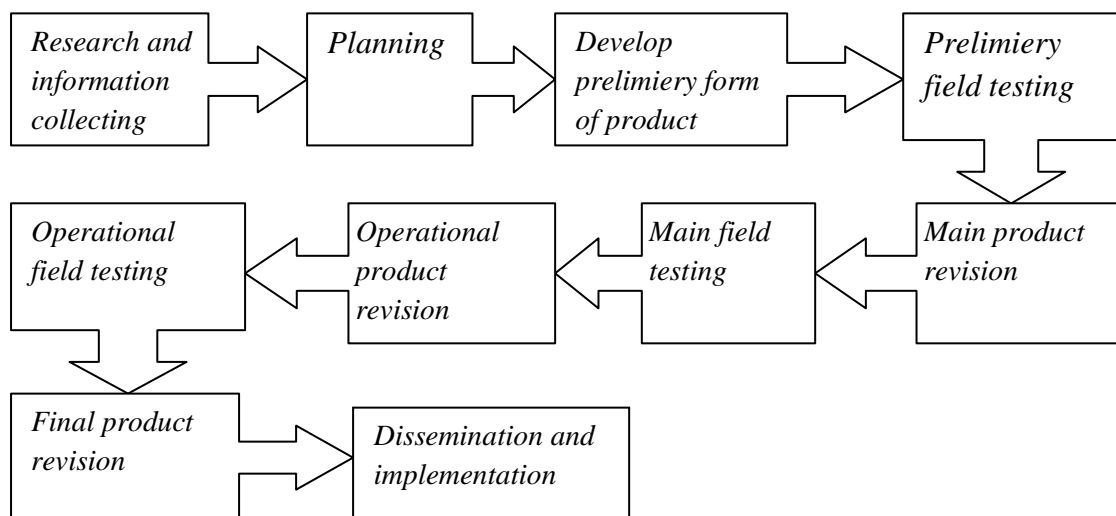 Research and
information
collecting
Planning
Develop
prelimiery form
of product
Prelimiery
field testing
Main product
revision
Main field
testing
Operational
product
revision
Operational
field testing
Final product
revision
Dissemination and
implementation